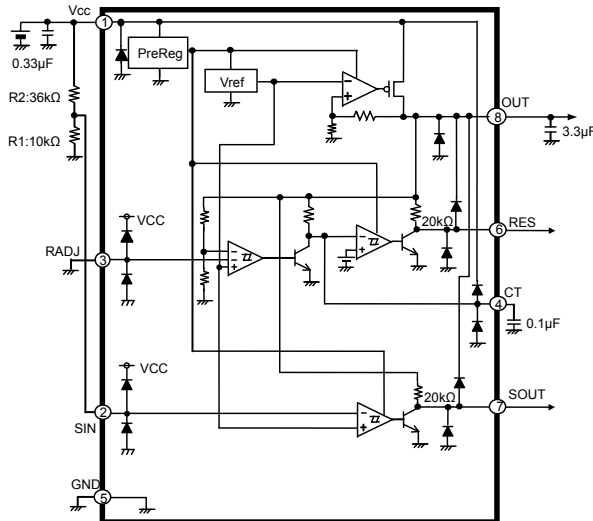 Vcc
1
PreReg
0.33µF
Vref
R2:36kΩ
OUT
8
R1:10kΩ
3.3µF
VCC
20kΩ
RES
6
RADJ
3
CT
4
0.1µF
VCC
20kΩ
SOUT
7
2
SIN
GND
5